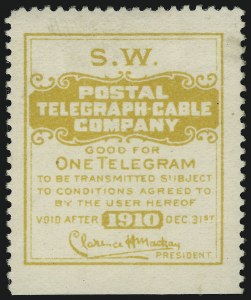 S.W.
POSTAL
TELEGRAPH-CABLE
COMPANY
GOOD FOR
ONE TELEGRAM
TO BE TRANSMITTED SUBJECT
TO CONDITIONS AGREED TO
BY THE USER HEREOF
VOID AFTER 1910 DEC. 31ST
Clarence H Mackay
PRESIDENT